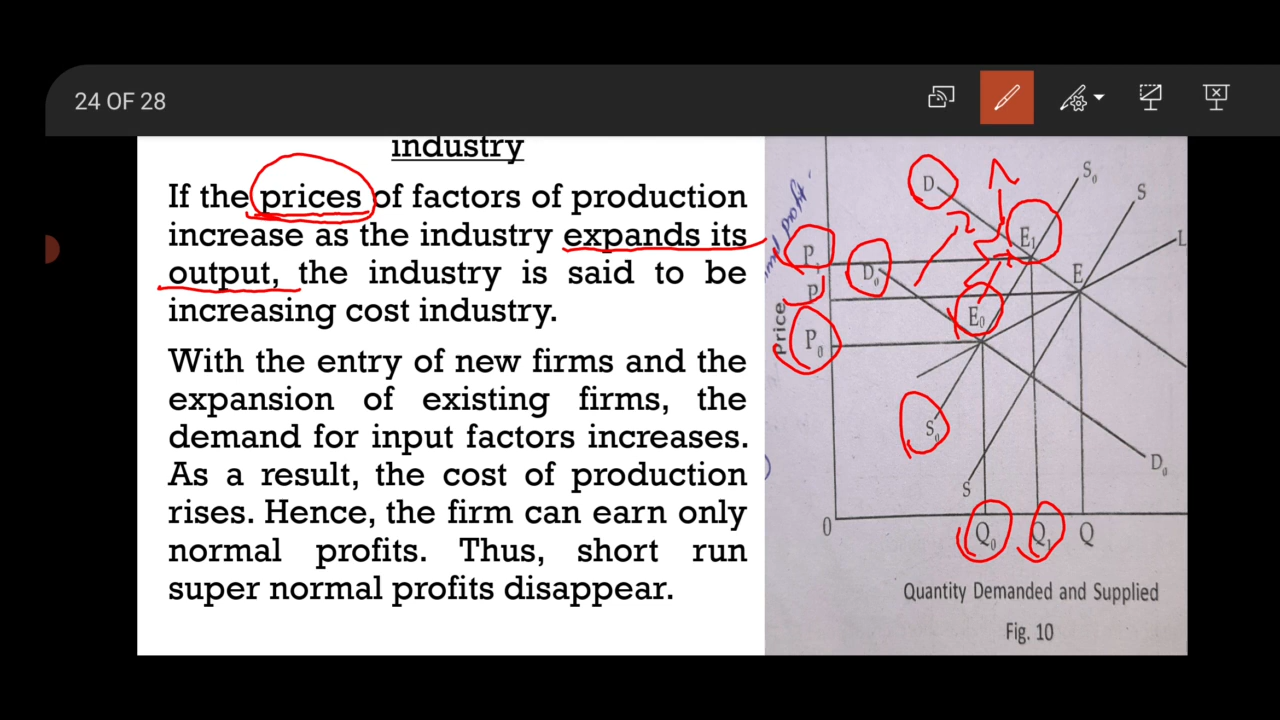 24 OF 28
industry
If the prices of factors of production
increase as the industry expands its
output, the industry is said to be
increasing cost industry.
With the entry of new firms and the
expansion of existing firms, the
demand for input factors increases.
As a result, the cost of production
rises. Hence, the firm can earn only
normal profits. Thus, short run
super normal profits disappear.
D
S₀
S
P₁
D₀
E₁
L
P
E
Price
P₀
E₀
S₀
D₀
S
0
Q₀
Q₁
Q
Quantity Demanded and Supplied
Fig. 10